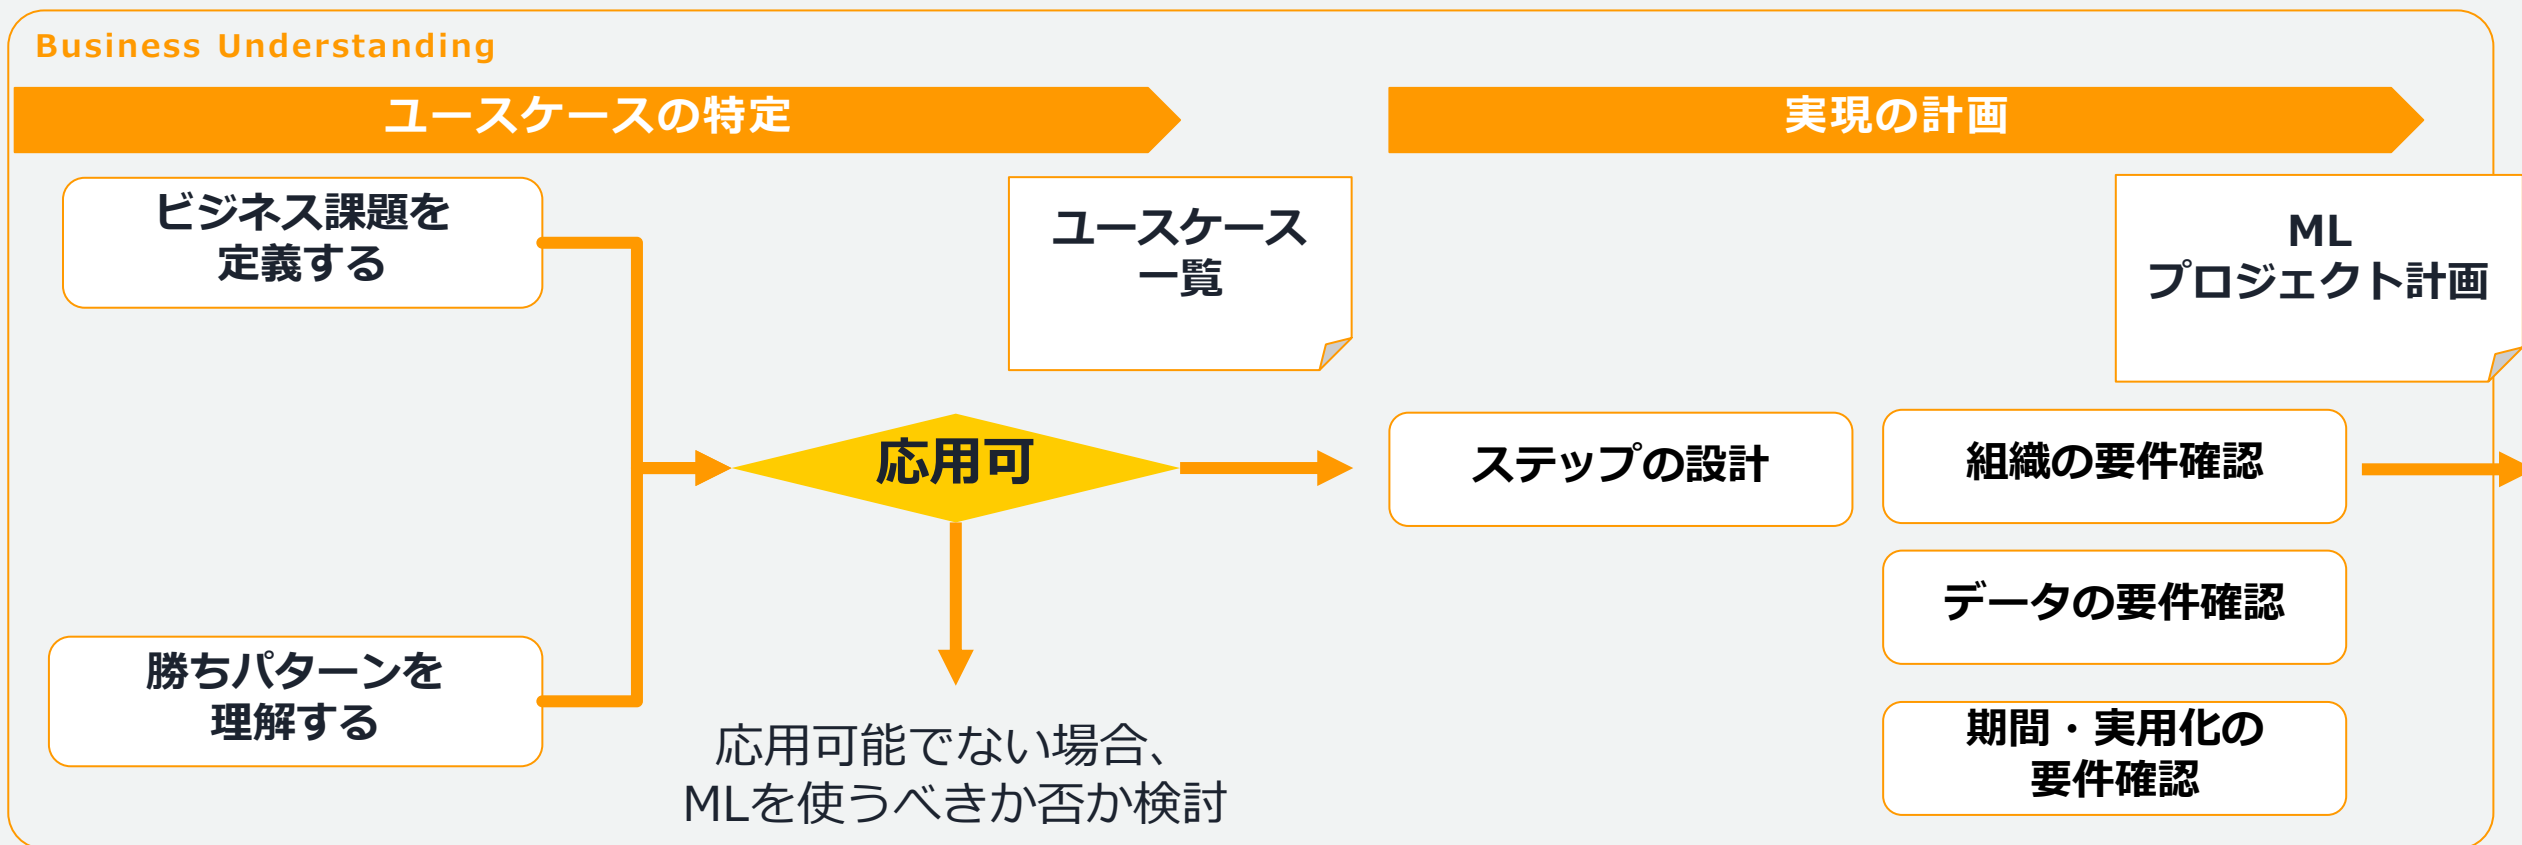 Business Understanding
ユースケースの特定
実現の計画
ビジネス課題を
定義する
ユースケース
一覧
ML
プロジェクト計画
応用可
ステップの設計
組織の要件確認
データの要件確認
勝ちパターンを
理解する
応用可能でない場合、
MLを使うべきか否か検討
期間・実用化の
要件確認